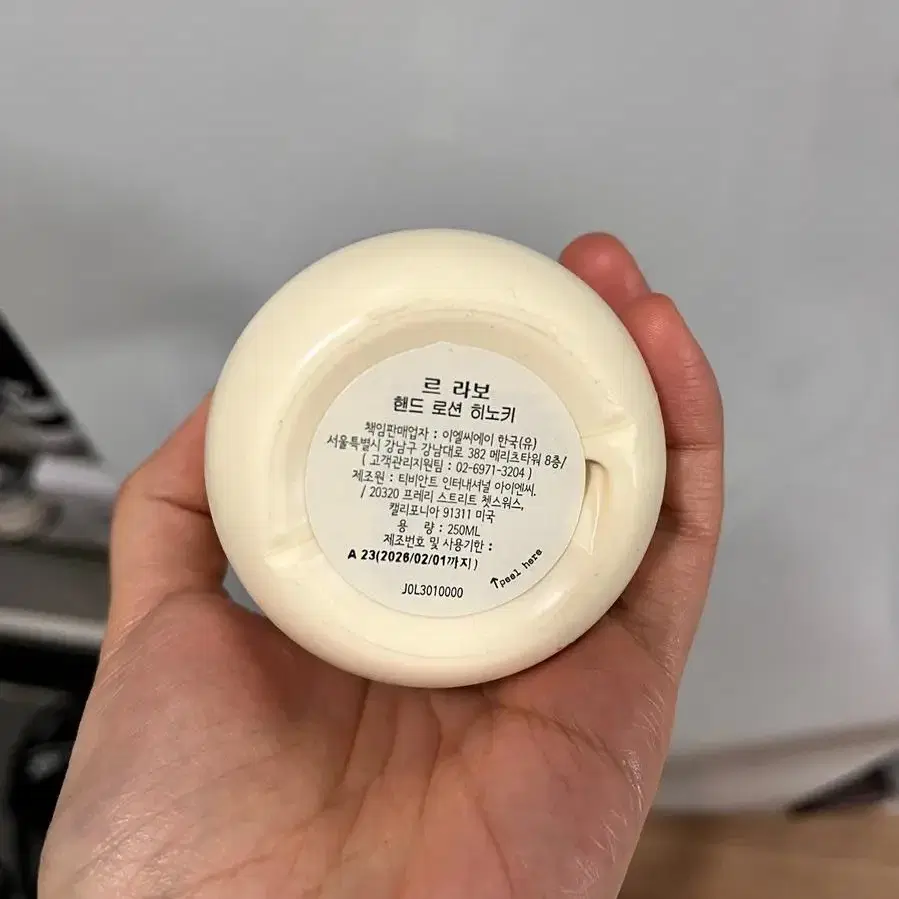 르 라보
핸드 로션 히노키
책임판매업자 : 이엘씨에이 한국(유)
서울특별시 강남구 강남대로 382 메리츠타워 8층/
( 고객관리지원팀 : 02-6971-3204 )
제조원 : 티비안트 인터내셔널 아이엔씨.
/ 20320 프레리 스트리트 쳇스워스,
캘리포니아 91311 미국
용 량 : 250ML
제조번호 및 사용기한 :
A 23(2026/02/01까지)
↑peel here
J0L3010000